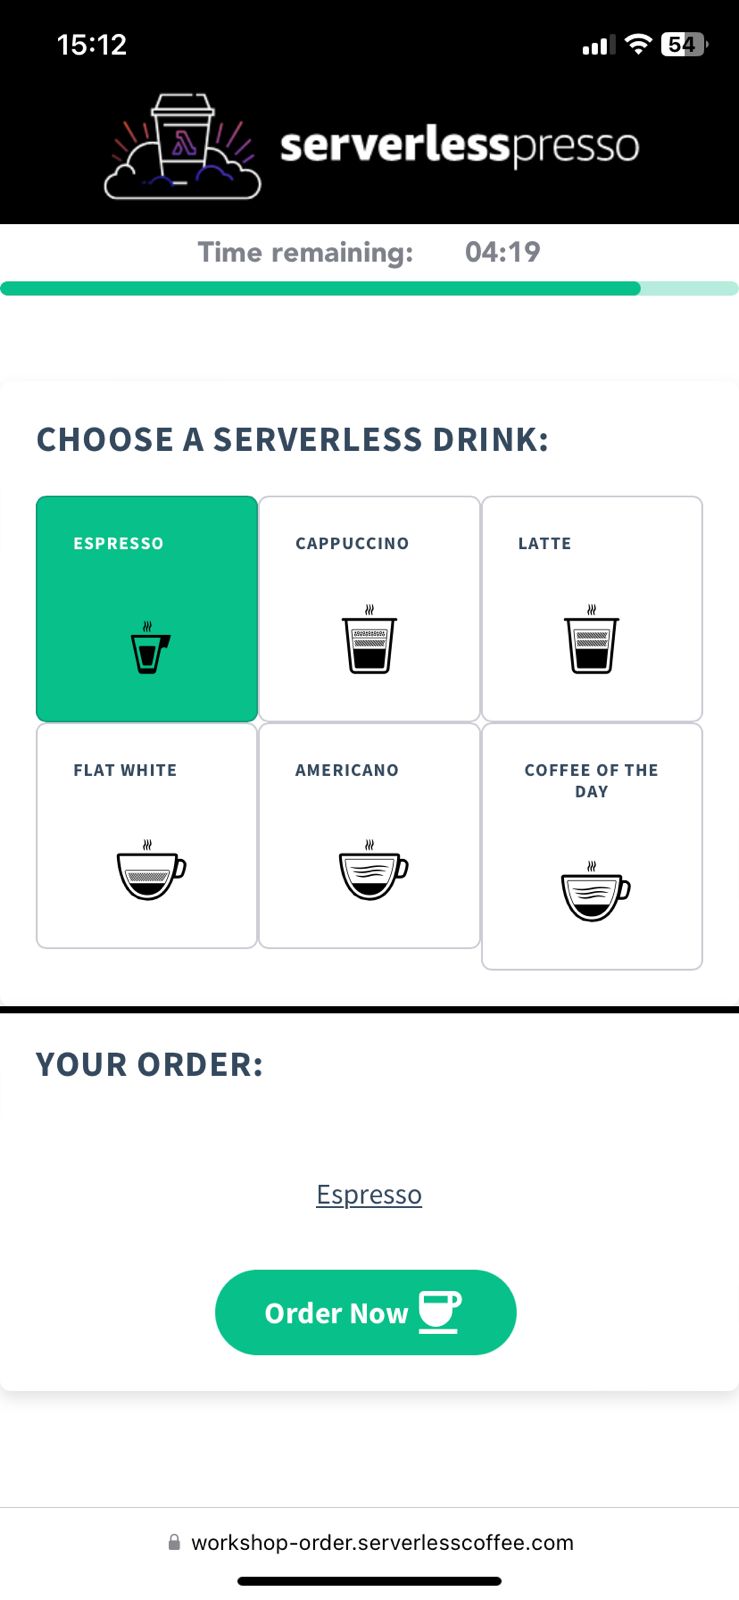 15:12
54
serverlesspresso
Time remaining: 04:19
CHOOSE A SERVERLESS DRINK:
ESPRESSO
CAPPUCCINO
LATTE
FLAT WHITE
AMERICANO
COFFEE OF THE
DAY
YOUR ORDER:
Espresso
Order Now
workshop-order.serverlesscoffee.com